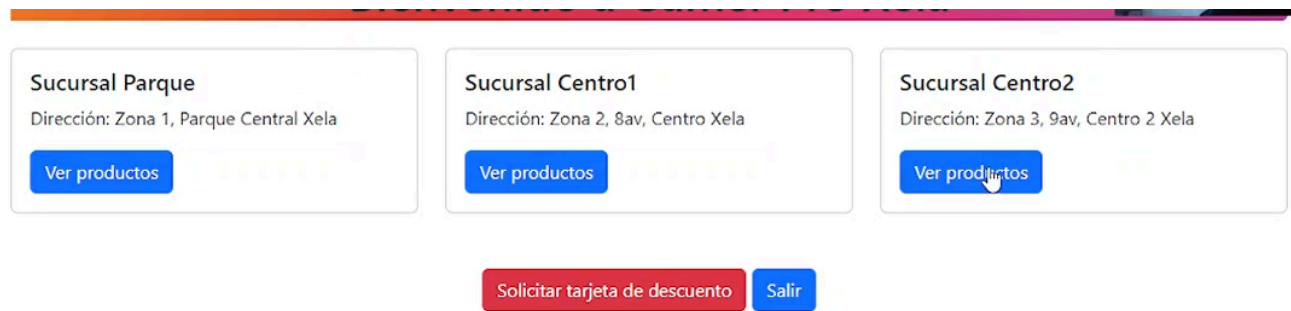 Sucursal Parque
Dirección: Zona 1, Parque Central Xela
Ver productos
Sucursal Centro1
Dirección: Zona 2, 8av, Centro Xela
Ver productos
Sucursal Centro2
Dirección: Zona 3, 9av, Centro 2 Xela
Ver productos
Solicitar tarjeta de descuento
Salir